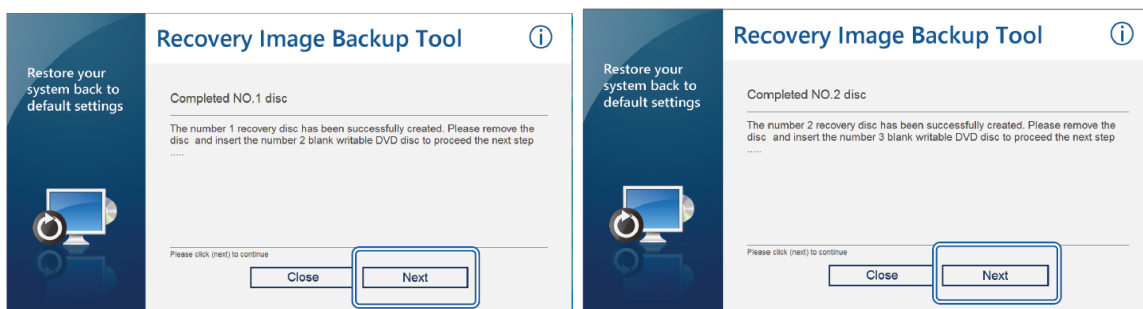 Recovery Image Backup Tool
Restore your
system back to
default settings
Completed NO.1 disc
The number 1 recovery disc has been successfully created. Please remove the
disc and insert the number 2 blank writable DVD disc to proceed the next step
.....
Please click (next) to continue
Close
Next
Recovery Image Backup Tool
Restore your
system back to
default settings
Completed NO.2 disc
The number 2 recovery disc has been successfully created. Please remove the
disc and insert the number 3 blank writable DVD disc to proceed the next step
.....
Please click (next) to continue
Close
Next